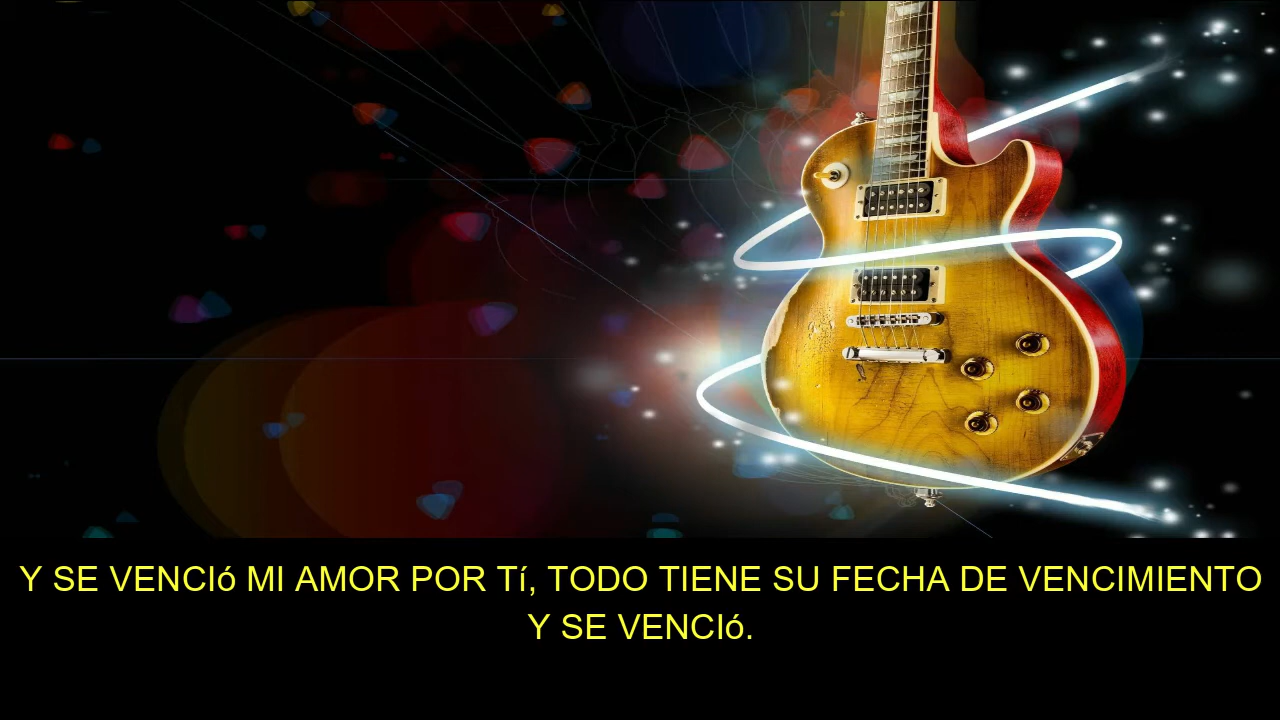 Y SE VENCIó MI AMOR POR Tí, TODO TIENE SU FECHA DE VENCIMIENTO
Y SE VENCIó.